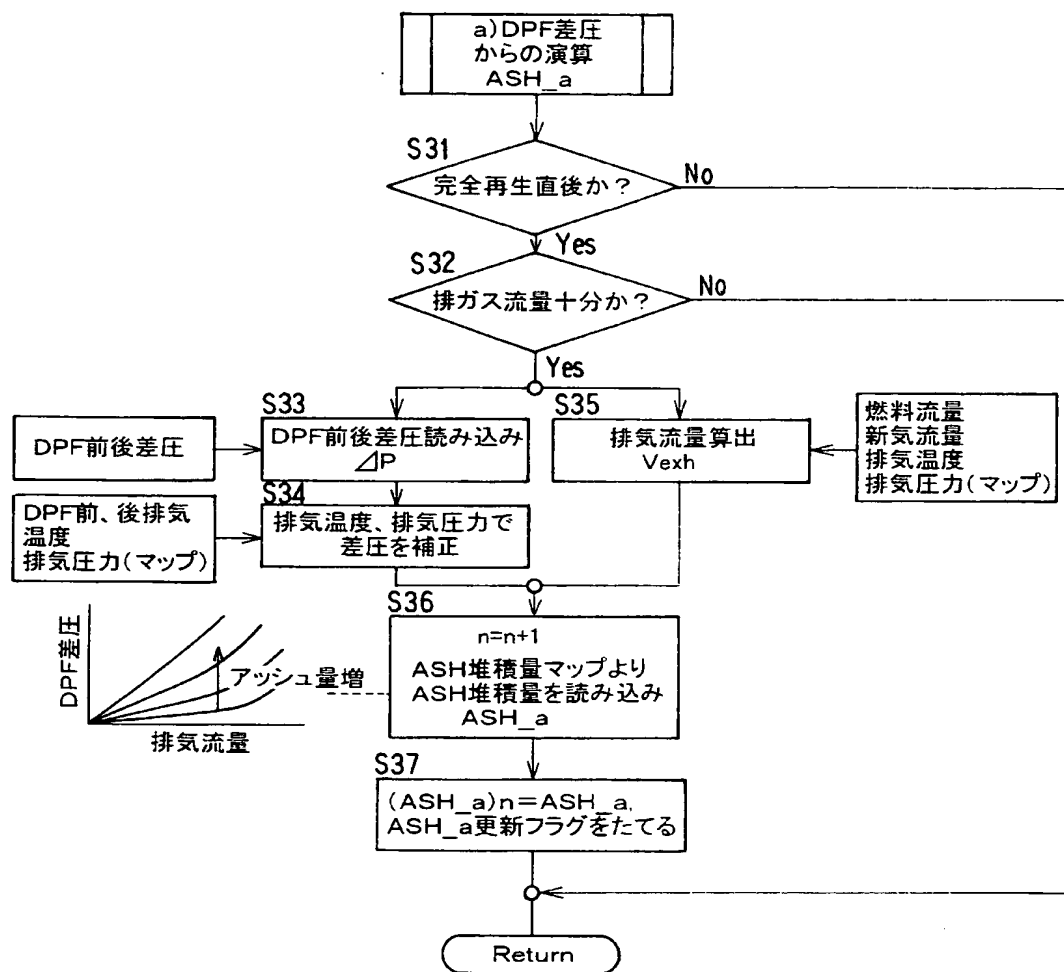 a)DPF差圧
からの演算
ASH_a
S31
完全再生直後か?
No
Yes
S32
排ガス流量十分か?
No
Yes
S33
DPF前後差圧
DPF前後差圧読み込み
⊿P
S35
排気流量算出
Vexh
燃料流量
新気流量
排気温度
排気圧力(マップ)
S34
DPF前、後排気
温度
排気圧力(マップ)
排気温度、排気圧力で
差圧を補正
S36
n=n+1
ASH堆積量マップより
ASH堆積量を読み込み
ASH_a
DPF差圧
アッシュ量増
排気流量
S37
(ASH_a)n=ASH_a,
ASH_a更新フラグをたてる
Return